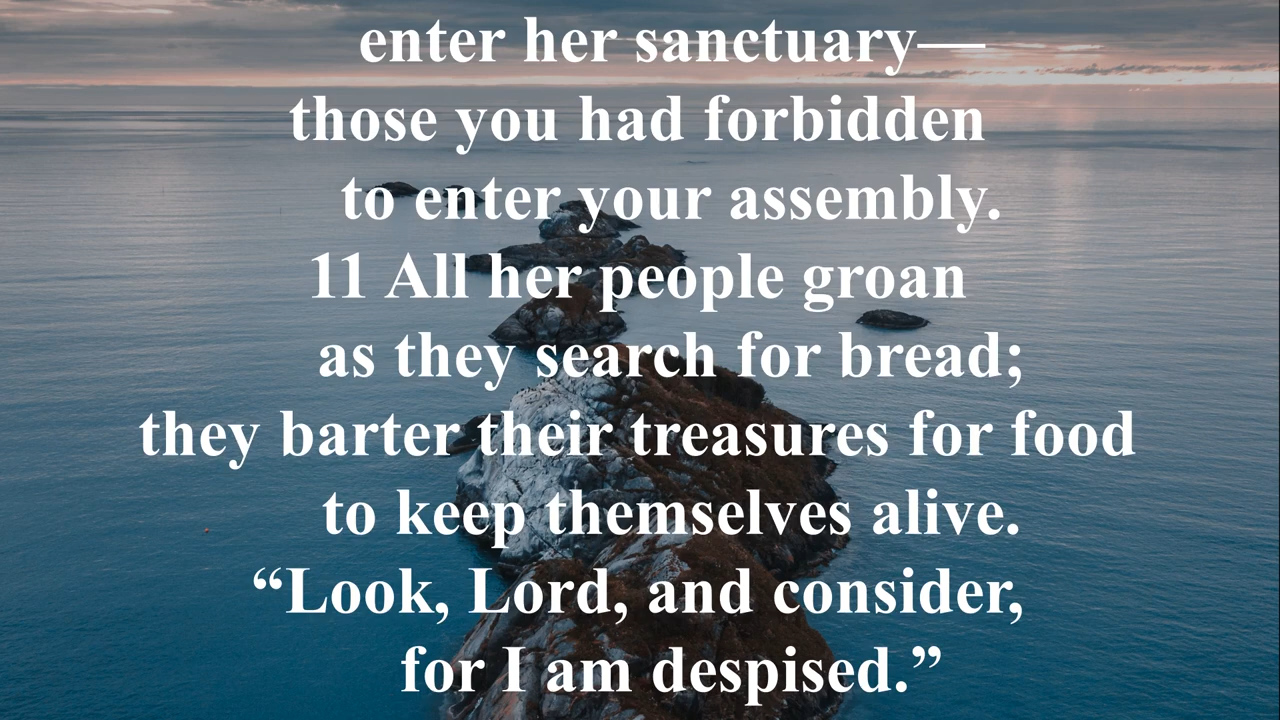 enter her sanctuary—
those you had forbidden
to enter your assembly.
11 All her people groan
as they search for bread;
they barter their treasures for food
to keep themselves alive.
“Look, Lord, and consider,
for I am despised.”